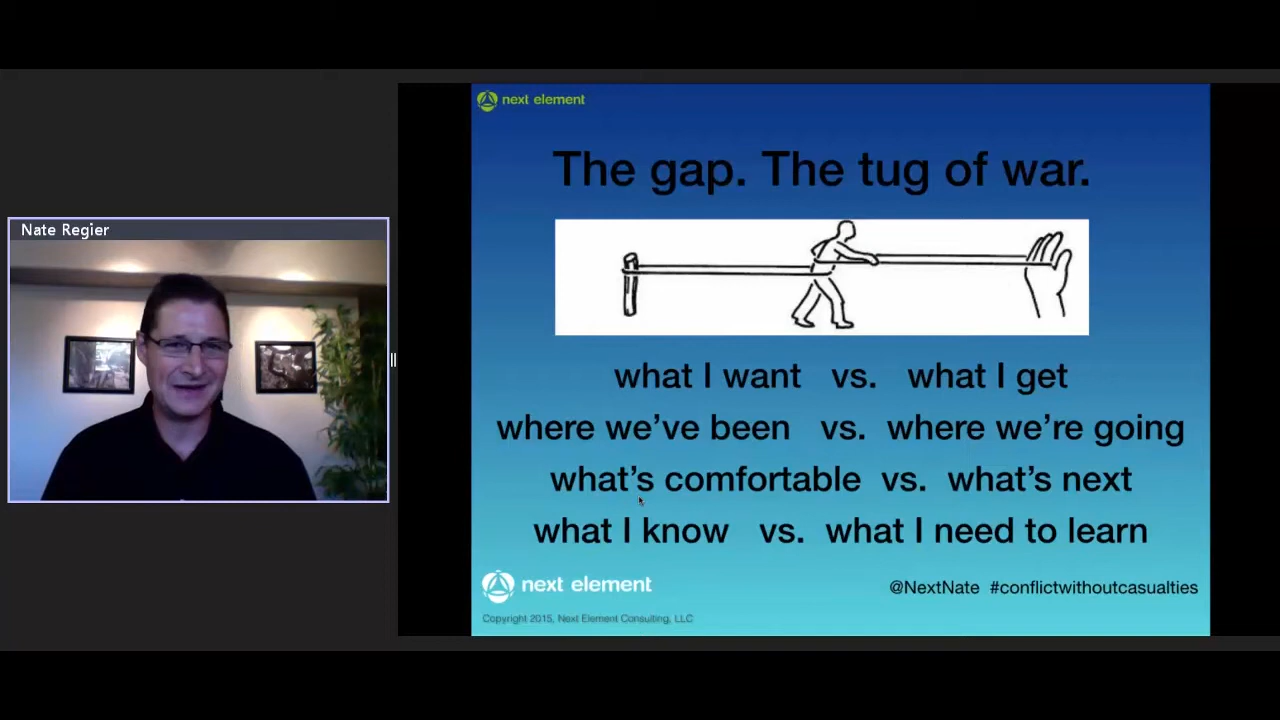 Nate Regier
next element
The gap. The tug of war.
what I want vs. what I get
where we’ve been vs. where we’re going
what’s comfortable vs. what’s next
what I know vs. what I need to learn
next element
@NextNate #conflictwithoutcasualties
Copyright 2015, Next Element Consulting, LLC